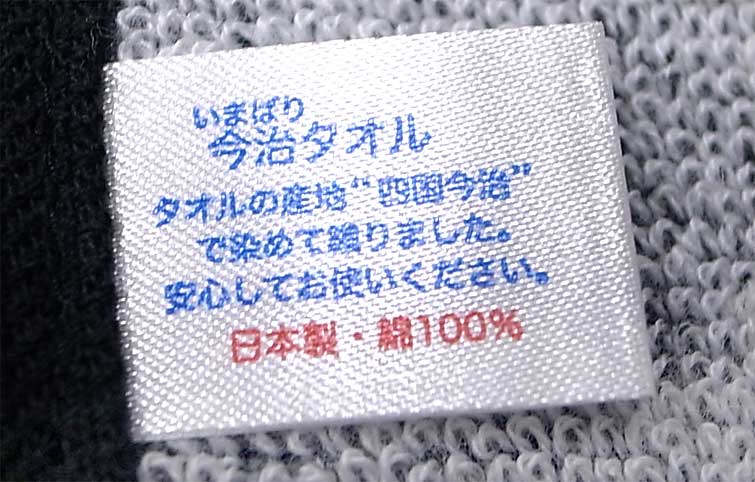 いまばり
今治タオル
タオルの産地“四国今治”
で染めて織りました。
安心してお使いください。
日本製・綿100%